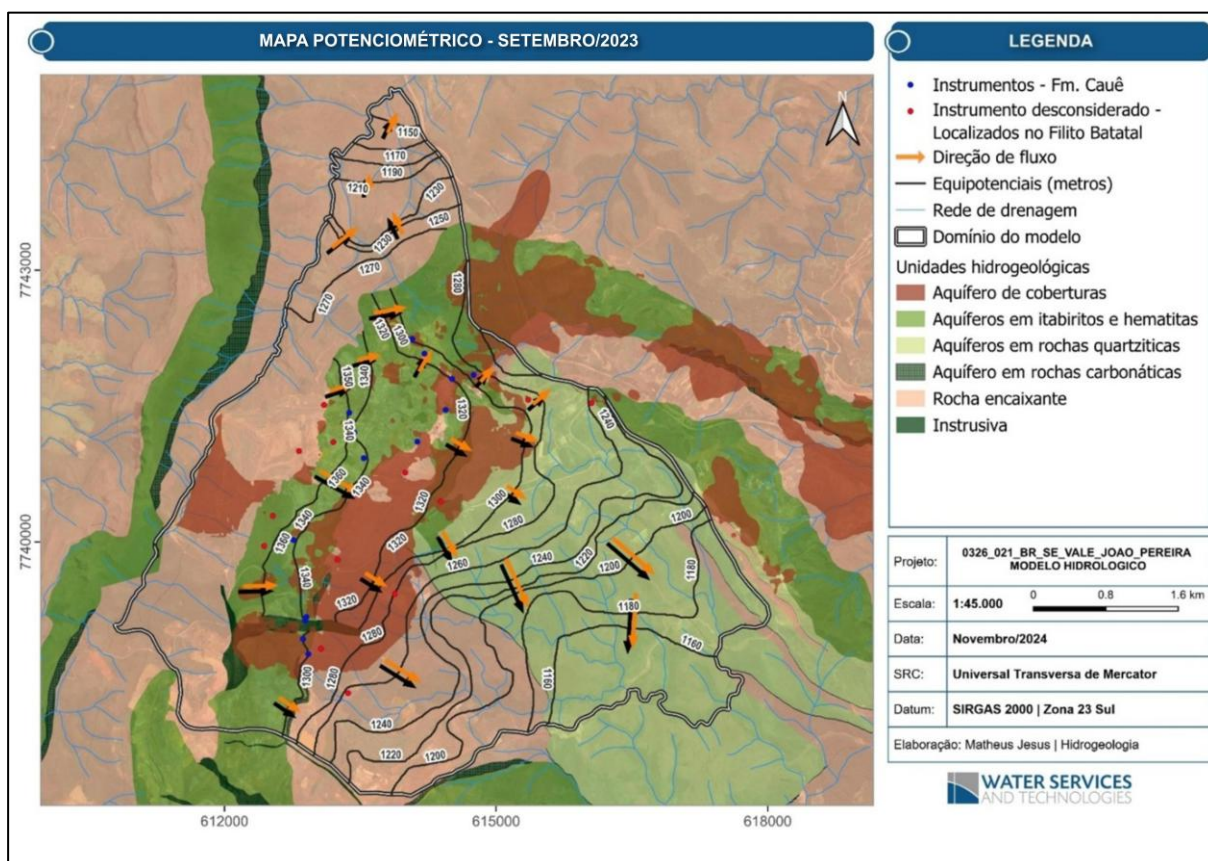 MAPA POTENCIOMÉTRICO - SETEMBRO/2023
LEGENDA
Instrumentos - Fm. Cauê
Instrumento desconsiderado -
Localizados no Filito Batatal
Direção de fluxo
Equipotenciais (metros)
Rede de drenagem
Domínio do modelo
Unidades hidrogeológicas
Aquífero de coberturas
Aquíferos em itabiritos e hematitas
Aquíferos em rochas quartzíticas
Aquífero em rochas carbonáticas
Rocha encaixante
Instrusiva
N
1150
1170
1190
1210
1230
1230
1250
1270
1270
1280
1320
1300
1340
1360
1340
1320
1240
1360
1340
1340
1360
1320
1300
1280
1320
1260
1240
1220
1200
1200
1180
1340
1320
1280
1180
1160
1300
1280
1160
1240
1220
1200
7743000
7740000
612000
615000
618000
Projeto:
0326_021_BR_SE_VALE_JOAO_PEREIRA
MODELO HIDROLOGICO
Escala:
1:45.000
0 0.8 1.6 km
Data:
Novembro/2024
SRC:
Universal Transversa de Mercator
Datum:
SIRGAS 2000 | Zona 23 Sul
Elaboração: Matheus Jesus | Hidrogeologia
WATER SERVICES
AND TECHNOLOGIES